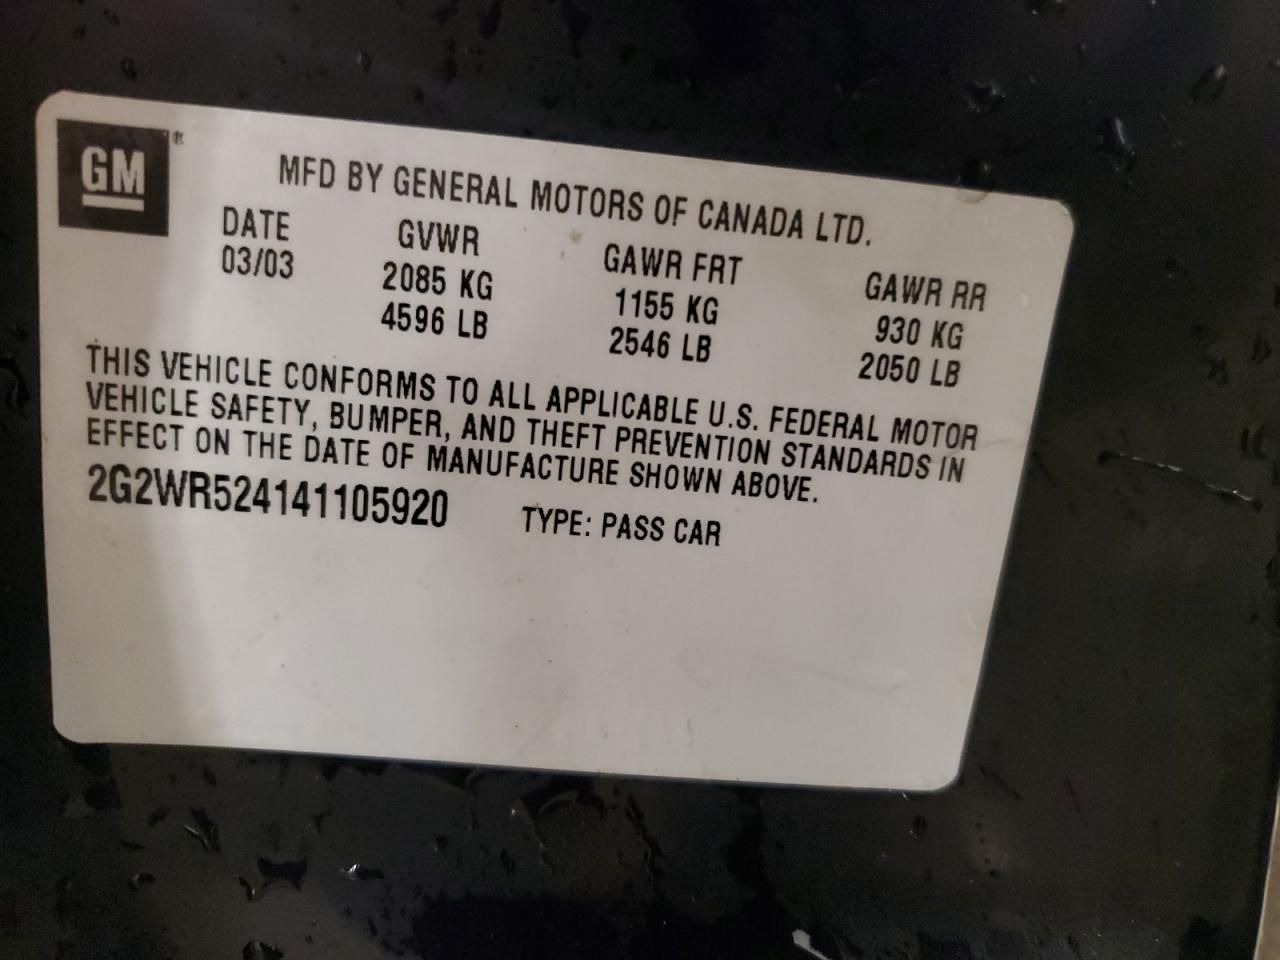 GM®
MFD BY GENERAL MOTORS OF CANADA LTD.
DATE GVWR GAWR FRT GAWR RR
03/03 2085 KG 1155 KG 930 KG
4596 LB 2546 LB 2050 LB
THIS VEHICLE CONFORMS TO ALL APPLICABLE U.S. FEDERAL MOTOR
VEHICLE SAFETY, BUMPER, AND THEFT PREVENTION STANDARDS IN
EFFECT ON THE DATE OF MANUFACTURE SHOWN ABOVE.
2G2WR524141105920 TYPE: PASS CAR